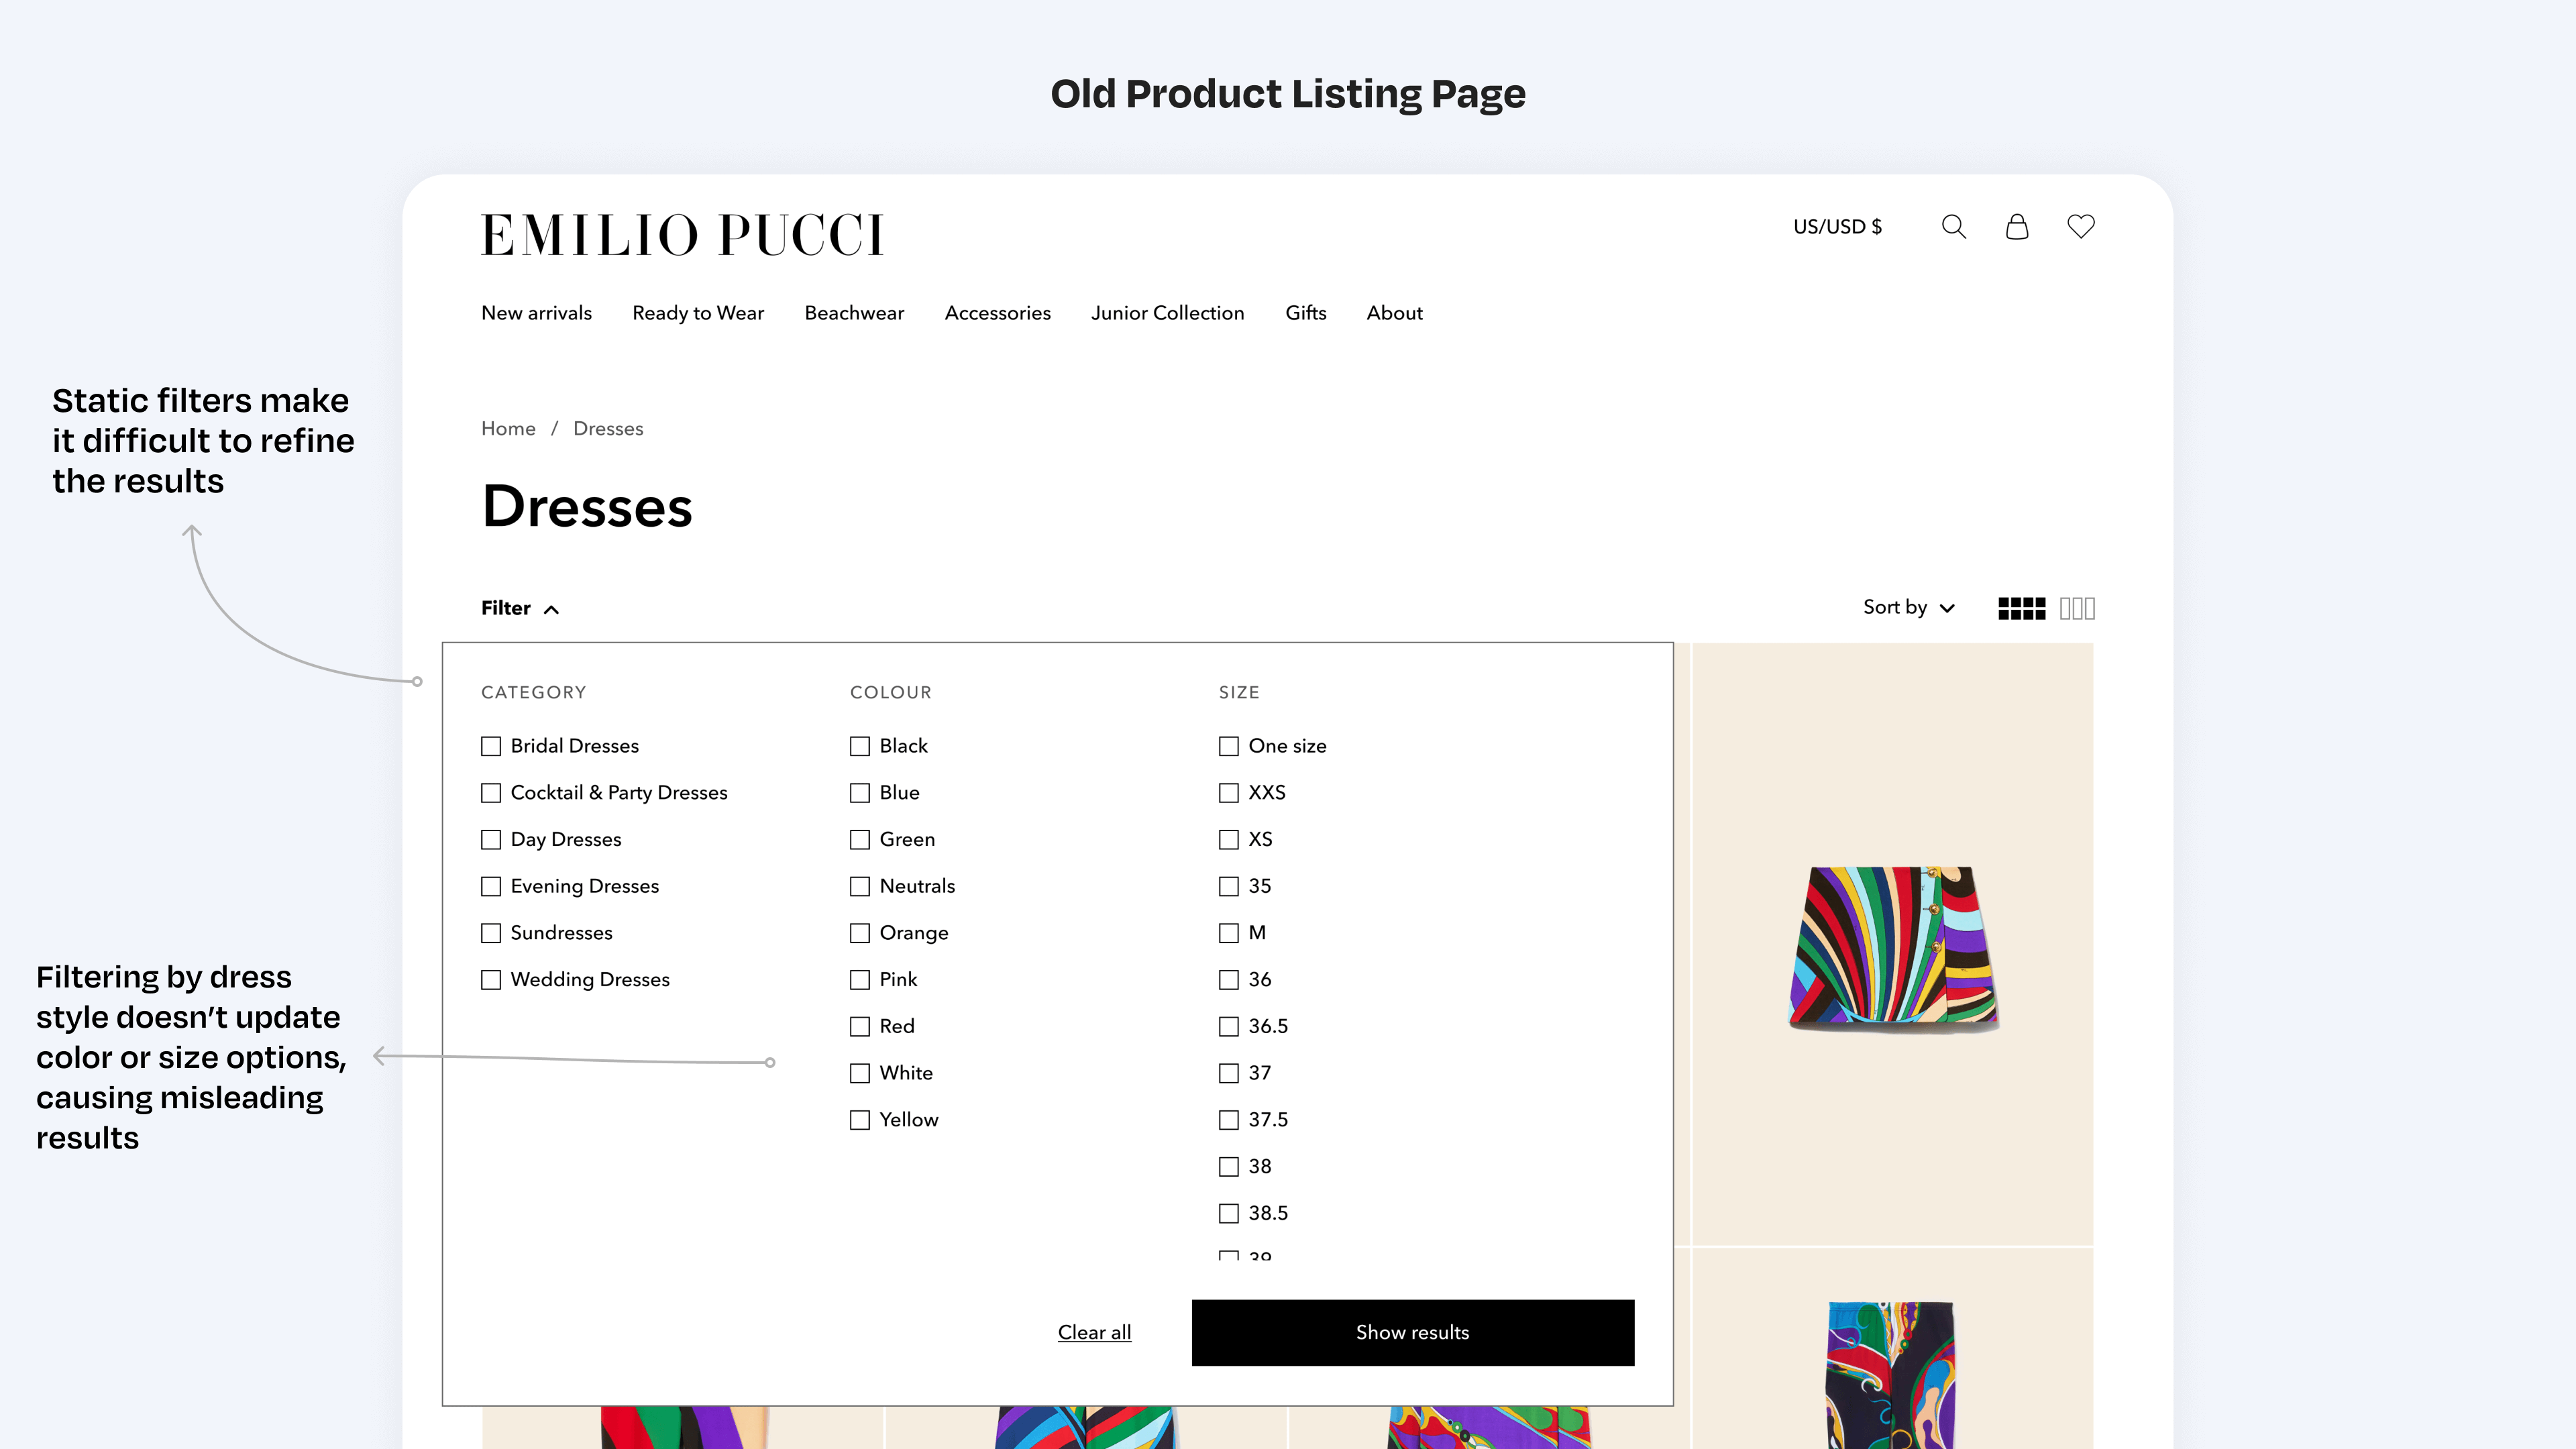 Old Product Listing Page
EMILIO PUCCI
US/USD $
New arrivals Ready to Wear Beachwear Accessories Junior Collection Gifts About
Static filters make
it difficult to refine
the results
Home / Dresses
Dresses
Filter
Sort by
CATEGORY
Bridal Dresses
Cocktail & Party Dresses
Day Dresses
Evening Dresses
Sundresses
Wedding Dresses
COLOUR
Black
Blue
Green
Neutrals
Orange
Pink
Red
White
Yellow
SIZE
One size
XXS
XS
35
M
36
36.5
37
37.5
38
38.5
39
Filtering by dress
style doesn’t update
color or size options,
causing misleading
results
Clear all
Show results